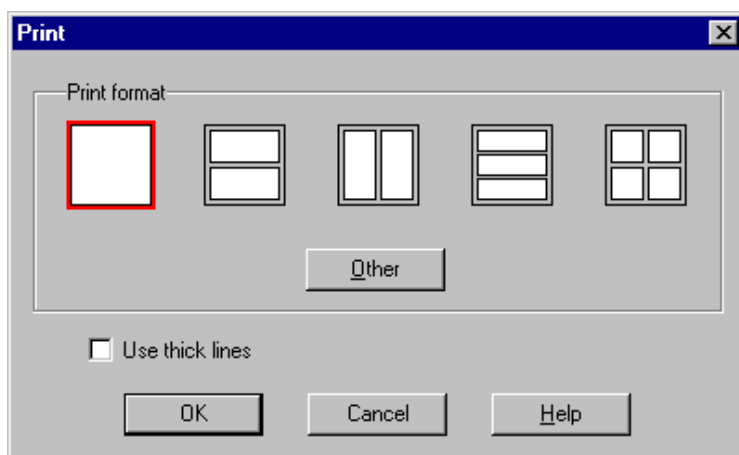 Print
Print format
Other
Use thick lines
OK Cancel Help